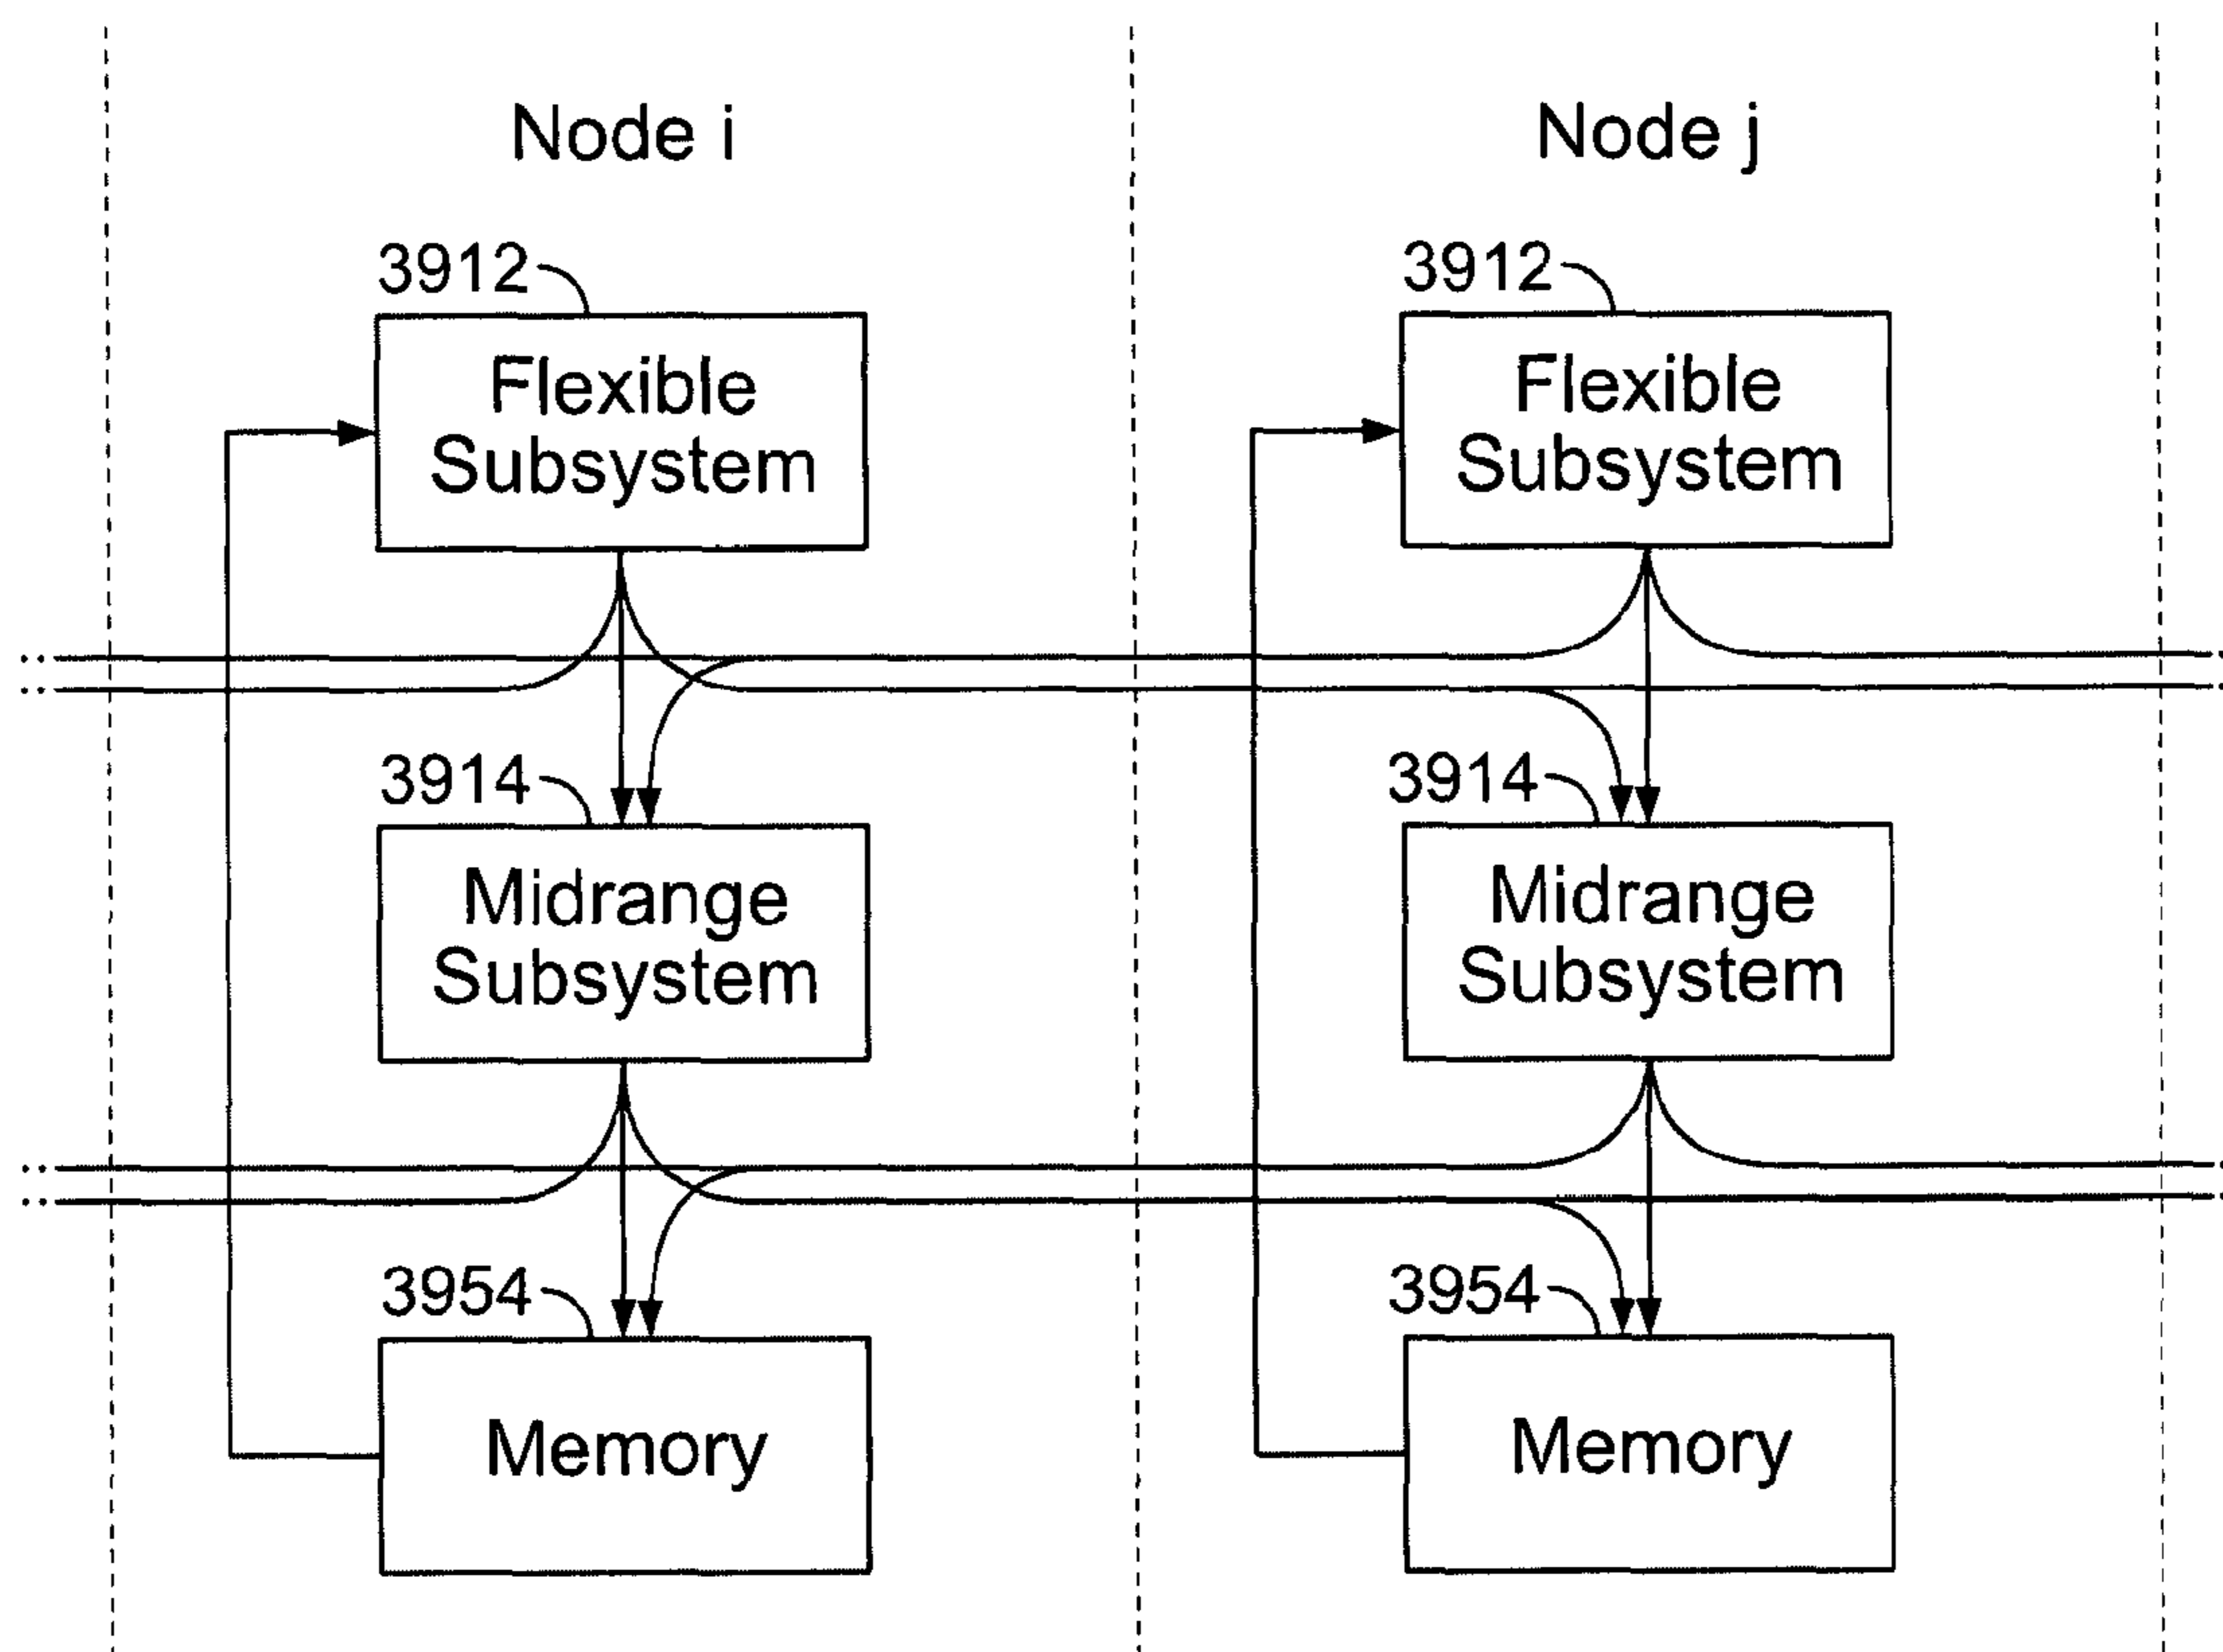 Node i
Node j
3912
3912
Flexible
Subsystem
Flexible
Subsystem
3914
3914
Midrange
Subsystem
Midrange
Subsystem
3954
3954
Memory
Memory